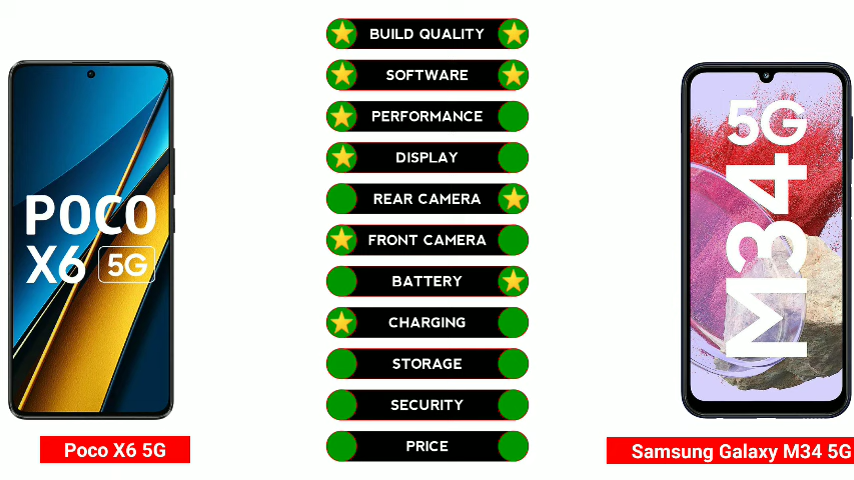 BUILD QUALITY
SOFTWARE
PERFORMANCE
DISPLAY
REAR CAMERA
FRONT CAMERA
BATTERY
CHARGING
STORAGE
SECURITY
PRICE
POCO
X6 5G
Poco X6 5G
M34 5G
Samsung Galaxy M34 5G